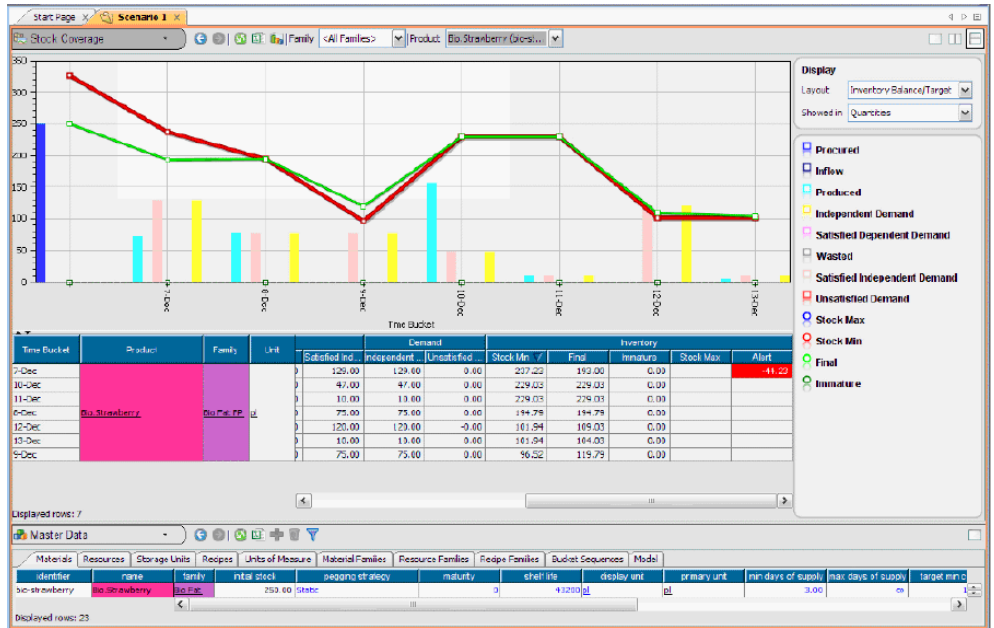 Start Page
Scenario 1
Stock Coverage
Family <All Families> Product Bio.Strawberry (bio-st...
350
300
250
200
150
100
50
0
7-Dec
8-Dec
9-Dec
10-Dec
11-Dec
12-Dec
13-Dec
Time Bucket
Display
Layout Inventory Balance/Target
Showed in Quantities
Procured
Inflow
Produced
Independent Demand
Satisfied Dependent Demand
Wasted
Satisfied Independent Demand
Unsatisfied Demand
Stock Max
Stock Min
Final
Immature
Demand Inventory
Time Bucket Product Family Unit Satisfied Ind... Independent ... Unsatisfied ... Stock Min Final Immature Stock Max Alert
7-Dec 129.00 129.00 0.00 237.23 193.00 0.00 -44.23
10-Dec 47.00 47.00 0.00 229.03 229.03 0.00
11-Dec 10.00 10.00 0.00 229.03 229.03 0.00
8-Dec Bio.Strawberry Bio Fat. FP pl 75.00 75.00 0.00 194.79 194.79 0.00
12-Dec 120.00 120.00 -0.00 101.94 109.03 0.00
13-Dec 10.00 10.00 0.00 101.94 104.03 0.00
9-Dec 75.00 75.00 0.00 96.52 119.79 0.00
Displayed rows: 7
Master Data
Materials Resources Storage Units Recipes Units of Measure Material Families Resource Families Recipe Families Bucket Sequences Model
identifier name family initial stock pegging strategy maturity shelf life display unit primary unit min days of supply max days of supply target min c
bio-strawberry Bio.Strawberry Bio Fat. 250.00 Static 0 43200 pl pl 3.00 ∞ 1
Displayed rows: 23